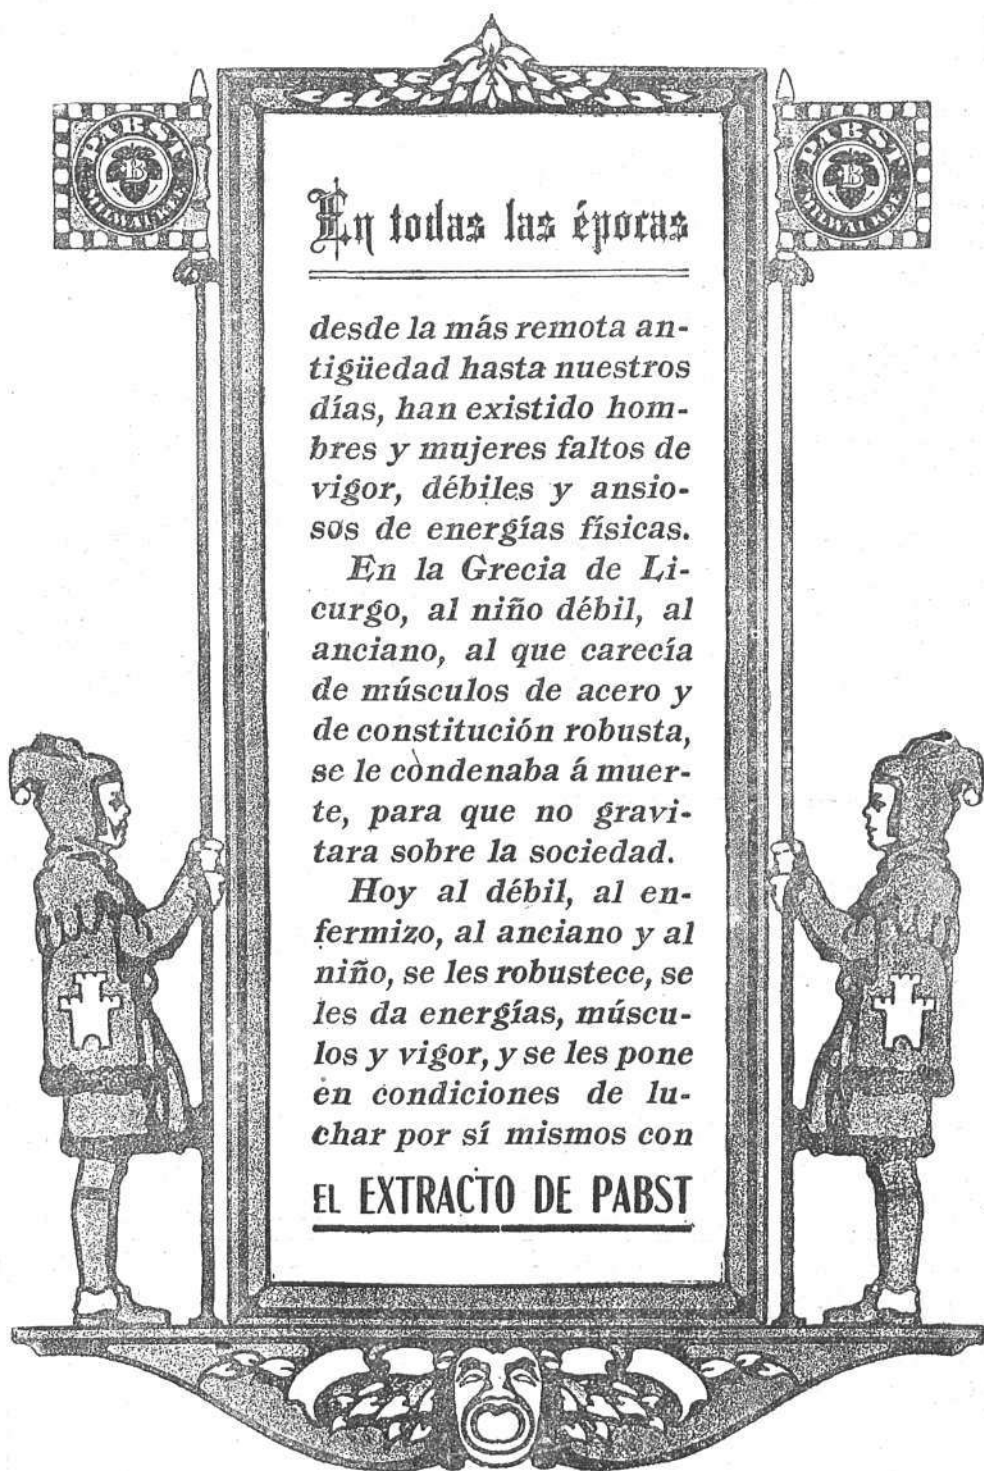 PABST
MILWAUKEE
B
PABST
MILWAUKEE
B
En todas las épocas
desde la más remota an-
tigüedad hasta nuestros
días, han existido hom-
bres y mujeres faltos de
vigor, débiles y ansio-
sos de energías físicas.
En la Grecia de Li-
curgo, al niño débil, al
anciano, al que carecía
de músculos de acero y
de constitución robusta,
se le condenaba á muer-
te, para que no gravi-
tara sobre la sociedad.
Hoy al débil, al en-
fermizo, al anciano y al
niño, se les robustece, se
les da energías, múscu-
los y vigor, y se les pone
en condiciones de lu-
char por sí mismos con
EL EXTRACTO DE PABST